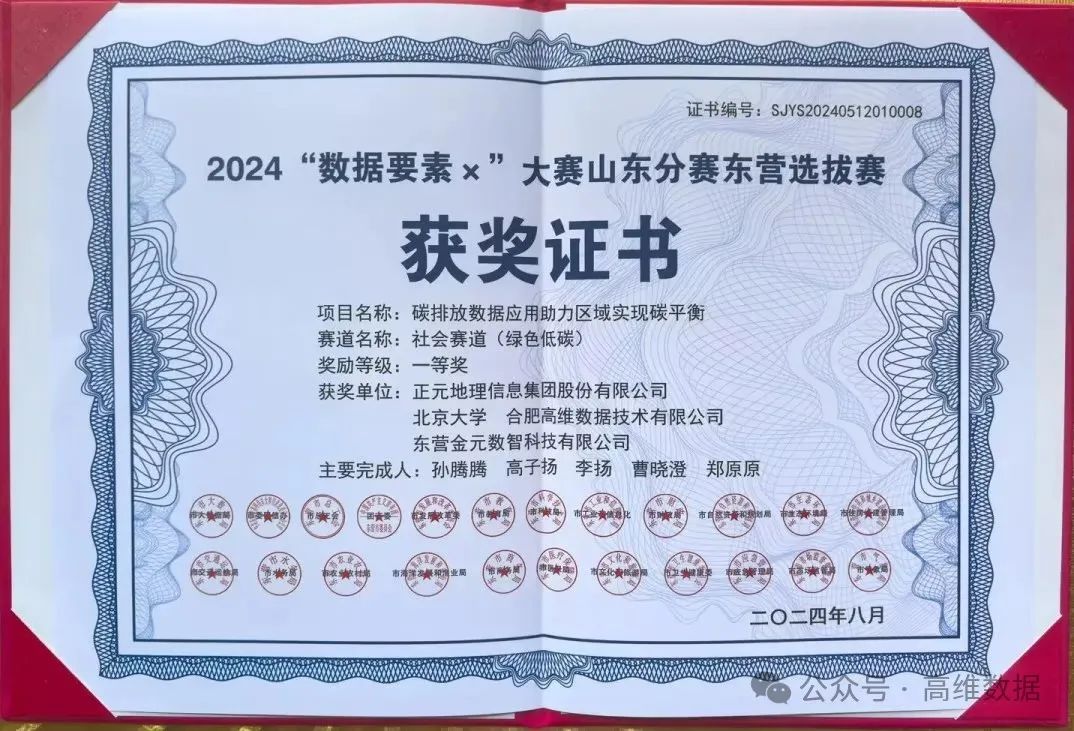 证书编号：SJYS20240512010008
2024“数据要素×”大赛山东分赛东营选拔赛
获奖证书
项目名称：碳排放数据应用助力区域实现碳平衡
赛道名称：社会赛道（绿色低碳）
奖励等级：一等奖
获奖单位：正元地理信息集团股份有限公司
北京大学 合肥高维数据技术有限公司
东营金元数智科技有限公司
主要完成人：孙腾腾 高子扬 李扬 曹晓澄 郑原原
二〇二四年八月
公众号·高维数据